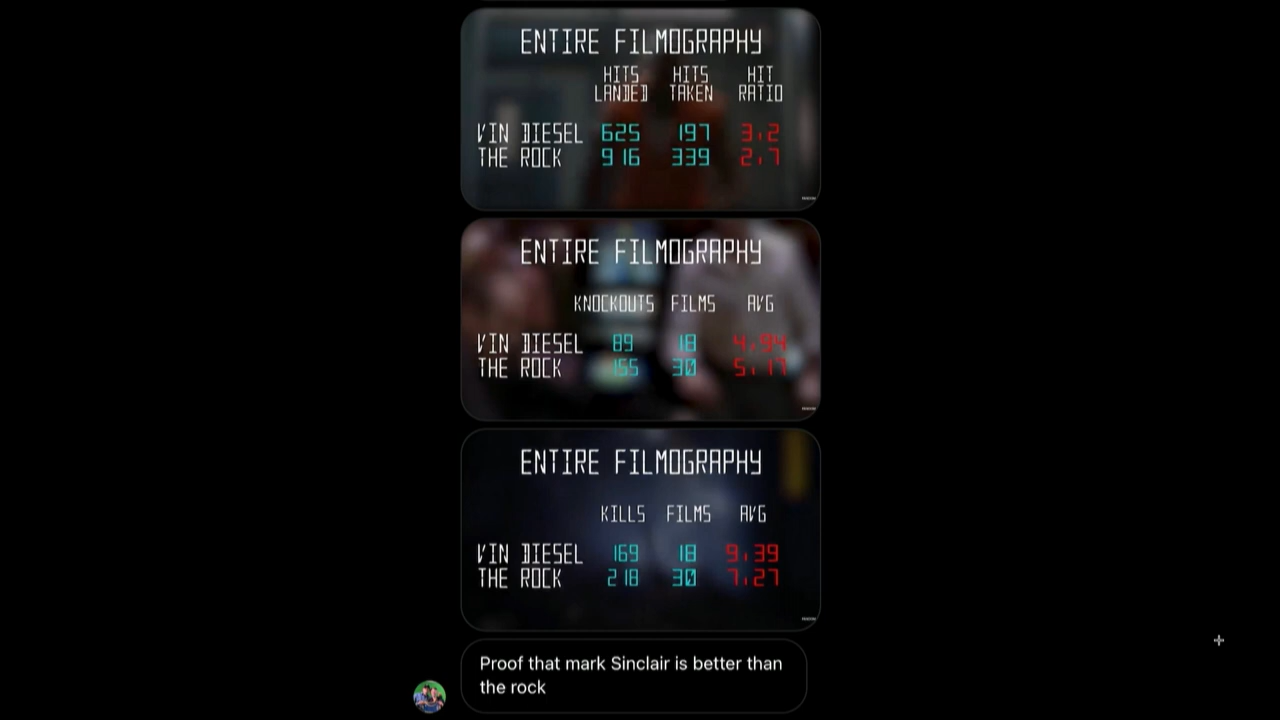 ENTIRE FILMOGRAPHY
HITS LANDED HITS TAKEN HIT RATIO
VIN DIESEL 625 197 3.2
THE ROCK 916 339 2.7
ENTIRE FILMOGRAPHY
KNOCKOUTS FILMS AVG
VIN DIESEL 89 18 4.94
THE ROCK 155 30 5.17
ENTIRE FILMOGRAPHY
KILLS FILMS AVG
VIN DIESEL 169 18 9.39
THE ROCK 218 30 7.27
Proof that mark Sinclair is better than
the rock